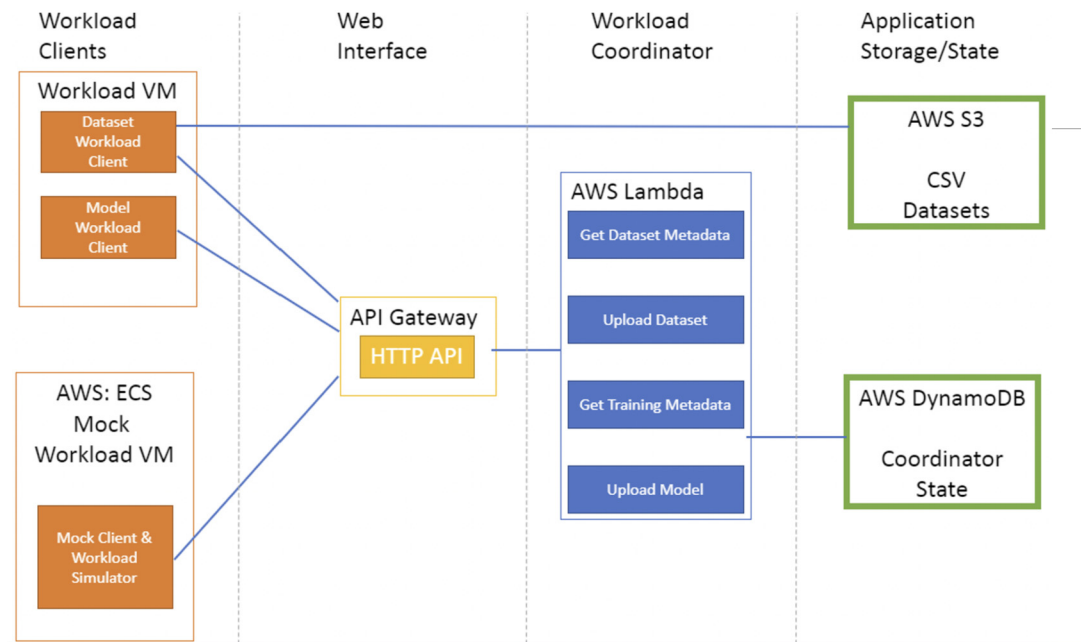 Workload
Clients
Web
Interface
Workload
Coordinator
Application
Storage/State
Workload VM
Dataset
Workload
Client
Model
Workload
Client
AWS: ECS
Mock
Workload VM
Mock Client &
Workload
Simulator
API Gateway
HTTP API
AWS Lambda
Get Dataset Metadata
Upload Dataset
Get Training Metadata
Upload Model
AWS S3
CSV
Datasets
AWS DynamoDB
Coordinator
State